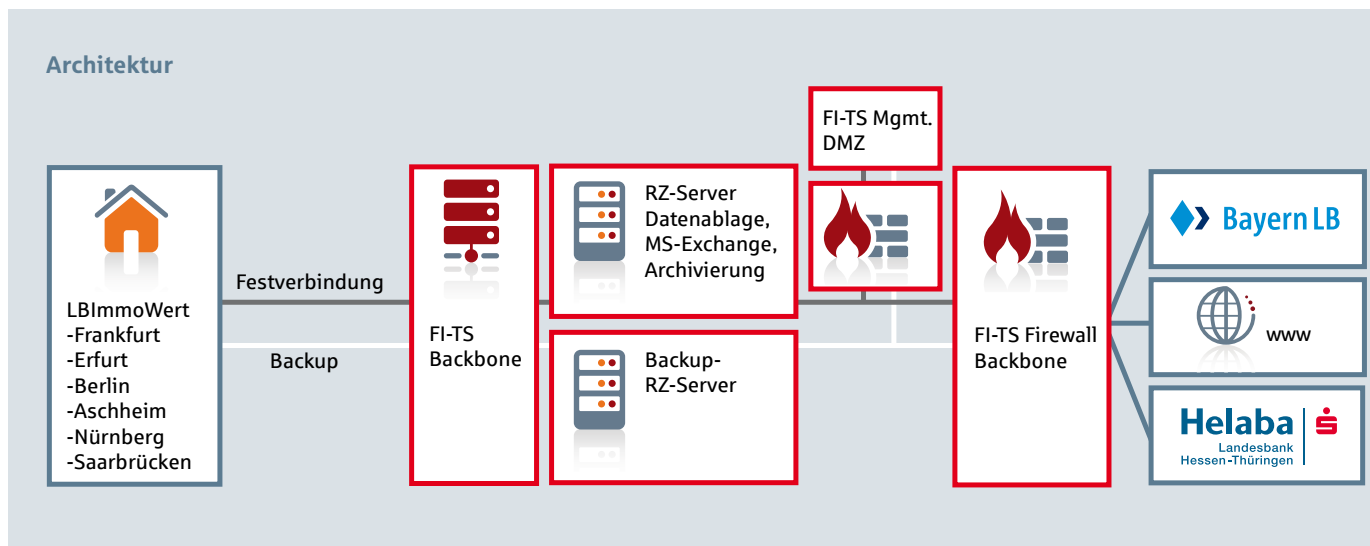 Architektur
LBImmoWert
-Frankfurt
-Erfurt
-Berlin
-Aschheim
-Nürnberg
-Saarbrücken
Festverbindung
Backup
FI-TS
Backbone
RZ-Server
Datenablage,
MS-Exchange,
Archivierung
Backup-
RZ-Server
FI-TS Mgmt.
DMZ
FI-TS Firewall
Backbone
Bayern LB
www
Helaba
Landesbank
Hessen-Thüringen